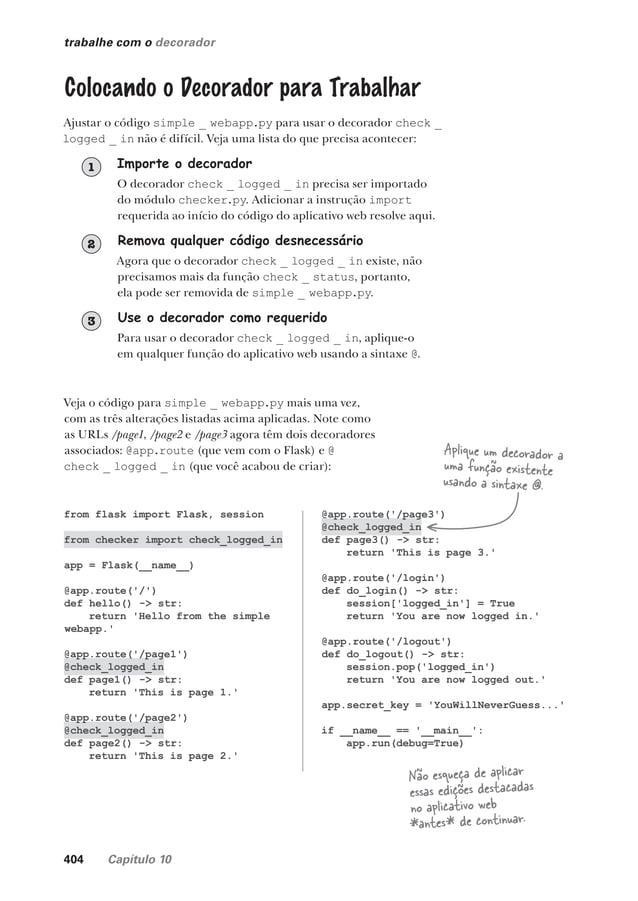 trabalhe com o decorador
Colocando o Decorador para Trabalhar
Ajustar o código simple _ webapp.py para usar o decorador check _
logged _ in não é difícil. Veja uma lista do que precisa acontecer:
1 Importe o decorador
O decorador check _ logged _ in precisa ser importado
do módulo checker.py. Adicionar a instrução import
requerida ao início do código do aplicativo web resolve aqui.
2 Remova qualquer código desnecessário
Agora que o decorador check _ logged _ in existe, não
precisamos mais da função check _ status, portanto,
ela pode ser removida de simple _ webapp.py.
3 Use o decorador como requerido
Para usar o decorador check _ logged _ in, aplique-o
em qualquer função do aplicativo web usando a sintaxe @.
Veja o código para simple _ webapp.py mais uma vez,
com as três alterações listadas acima aplicadas. Note como
as URLs /page1, /page2 e /page3 agora têm dois decoradores
associados: @app.route (que vem com o Flask) e @
check _ logged _ in (que você acabou de criar):
Aplique um decorador a
uma função existente
usando a sintaxe @.
from flask import Flask, session
from checker import check_logged_in
app = Flask(__name__)
@app.route('/')
def hello() -> str:
    return 'Hello from the simple
webapp.'
@app.route('/page1')
@check_logged_in
def page1() -> str:
    return 'This is page 1.'
@app.route('/page2')
@check_logged_in
def page2() -> str:
    return 'This is page 2.'
@app.route('/page3')
@check_logged_in
def page3() -> str:
    return 'This is page 3.'
@app.route('/login')
def do_login() -> str:
    session['logged_in'] = True
    return 'You are now logged in.'
@app.route('/logout')
def do_logout() -> str:
    session.pop('logged_in')
    return 'You are now logged out.'
app.secret_key = 'YouWillNeverGuess...'
if __name__ == '__main__':
    app.run(debug=True)
Não esqueça de aplicar
essas edições destacadas
no aplicativo web
*antes* de continuar.
404 Capítulo 10